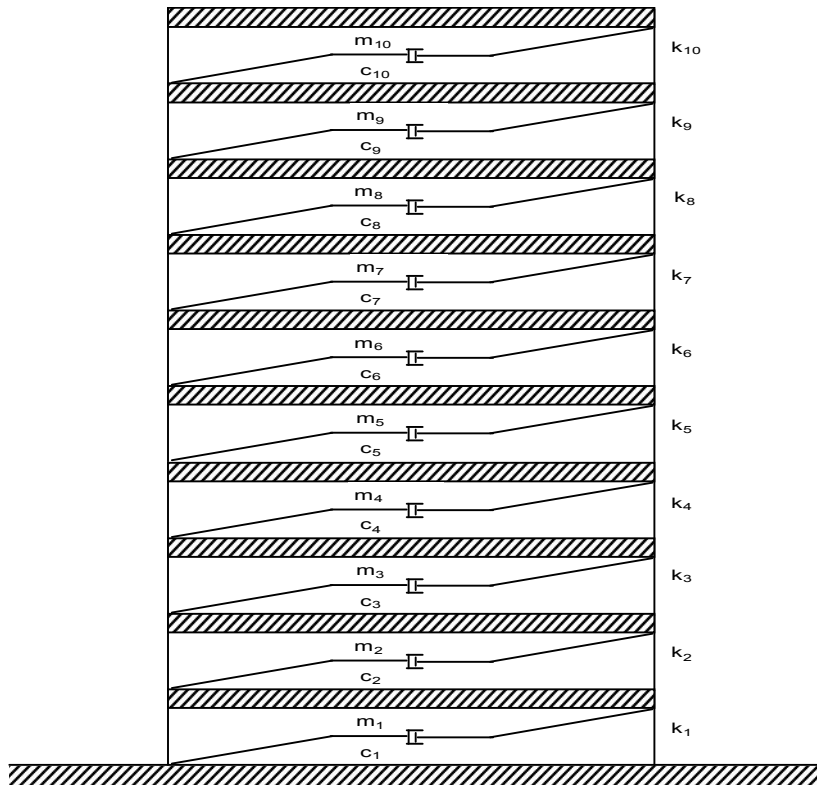 m₁₀
c₁₀
k₁₀
m₉
c₉
k₉
m₈
c₈
k₈
m₇
c₇
k₇
m₆
c₆
k₆
m₅
c₅
k₅
m₄
c₄
k₄
m₃
c₃
k₃
m₂
c₂
k₂
m₁
c₁
k₁